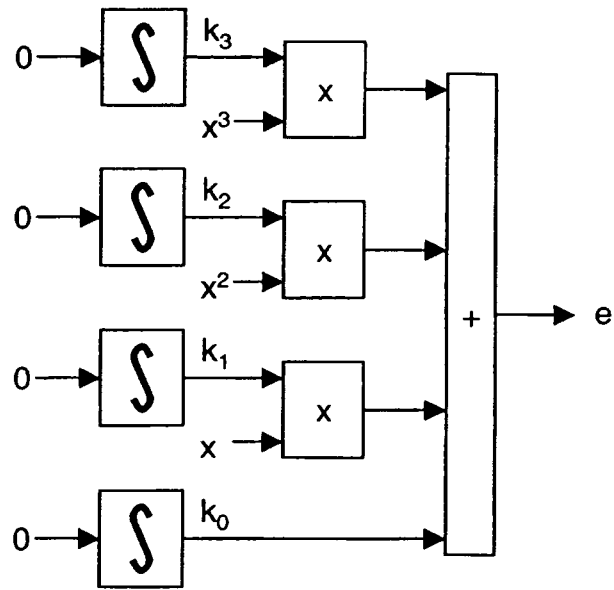 0 ∫ k₃ x
x³
0 ∫ k₂ x
x²
+ e
0 ∫ k₁ x
x
0 ∫ k₀